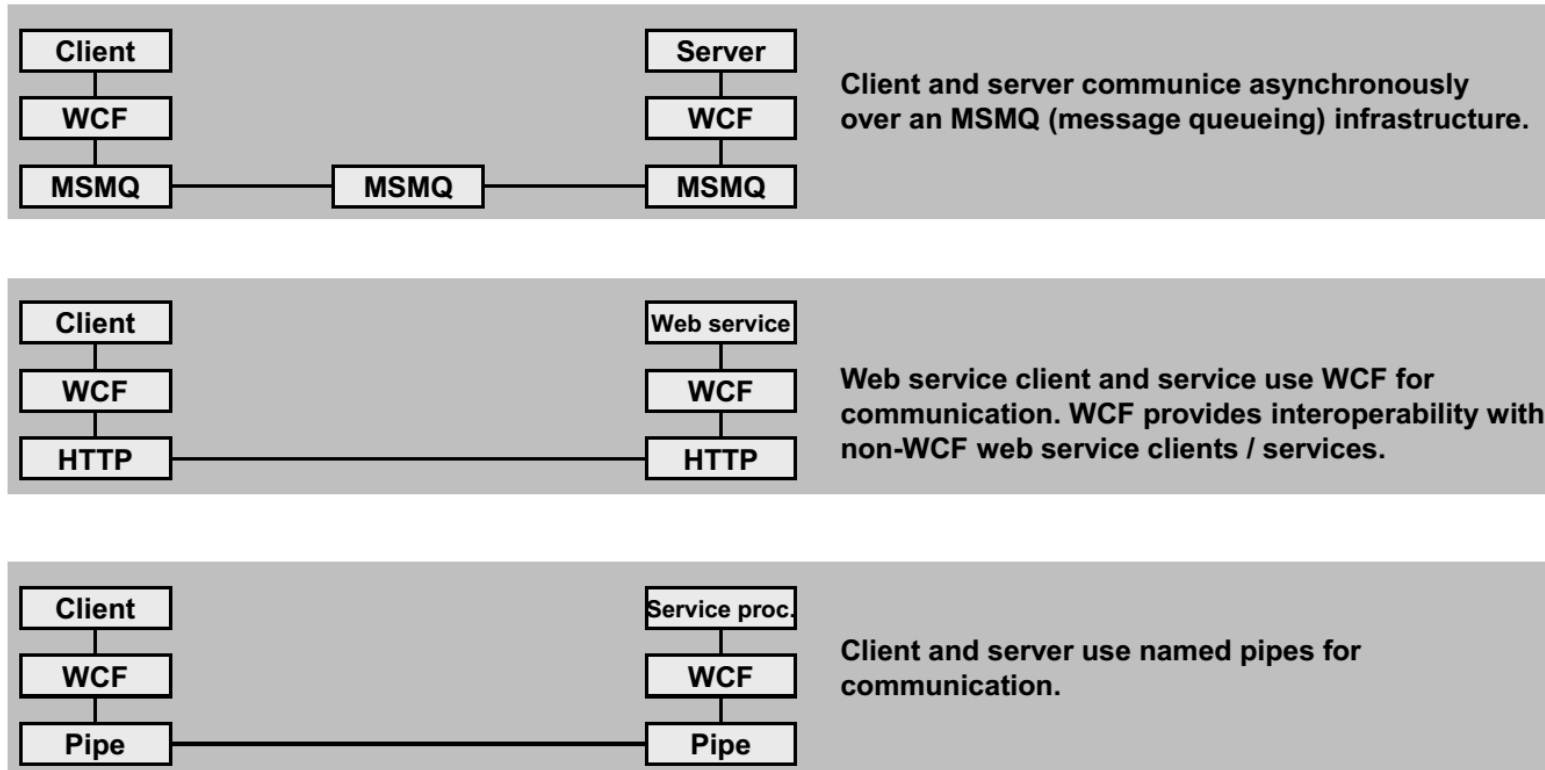 Client
Server
WCF
WCF
MSMQ
MSMQ
MSMQ
Client and server communice asynchronously
over an MSMQ (message queueing) infrastructure.
Client
Web service
WCF
WCF
HTTP
HTTP
Web service client and service use WCF for
communication. WCF provides interoperability with
non-WCF web service clients / services.
Client
Service proc.
WCF
WCF
Pipe
Pipe
Client and server use named pipes for
communication.